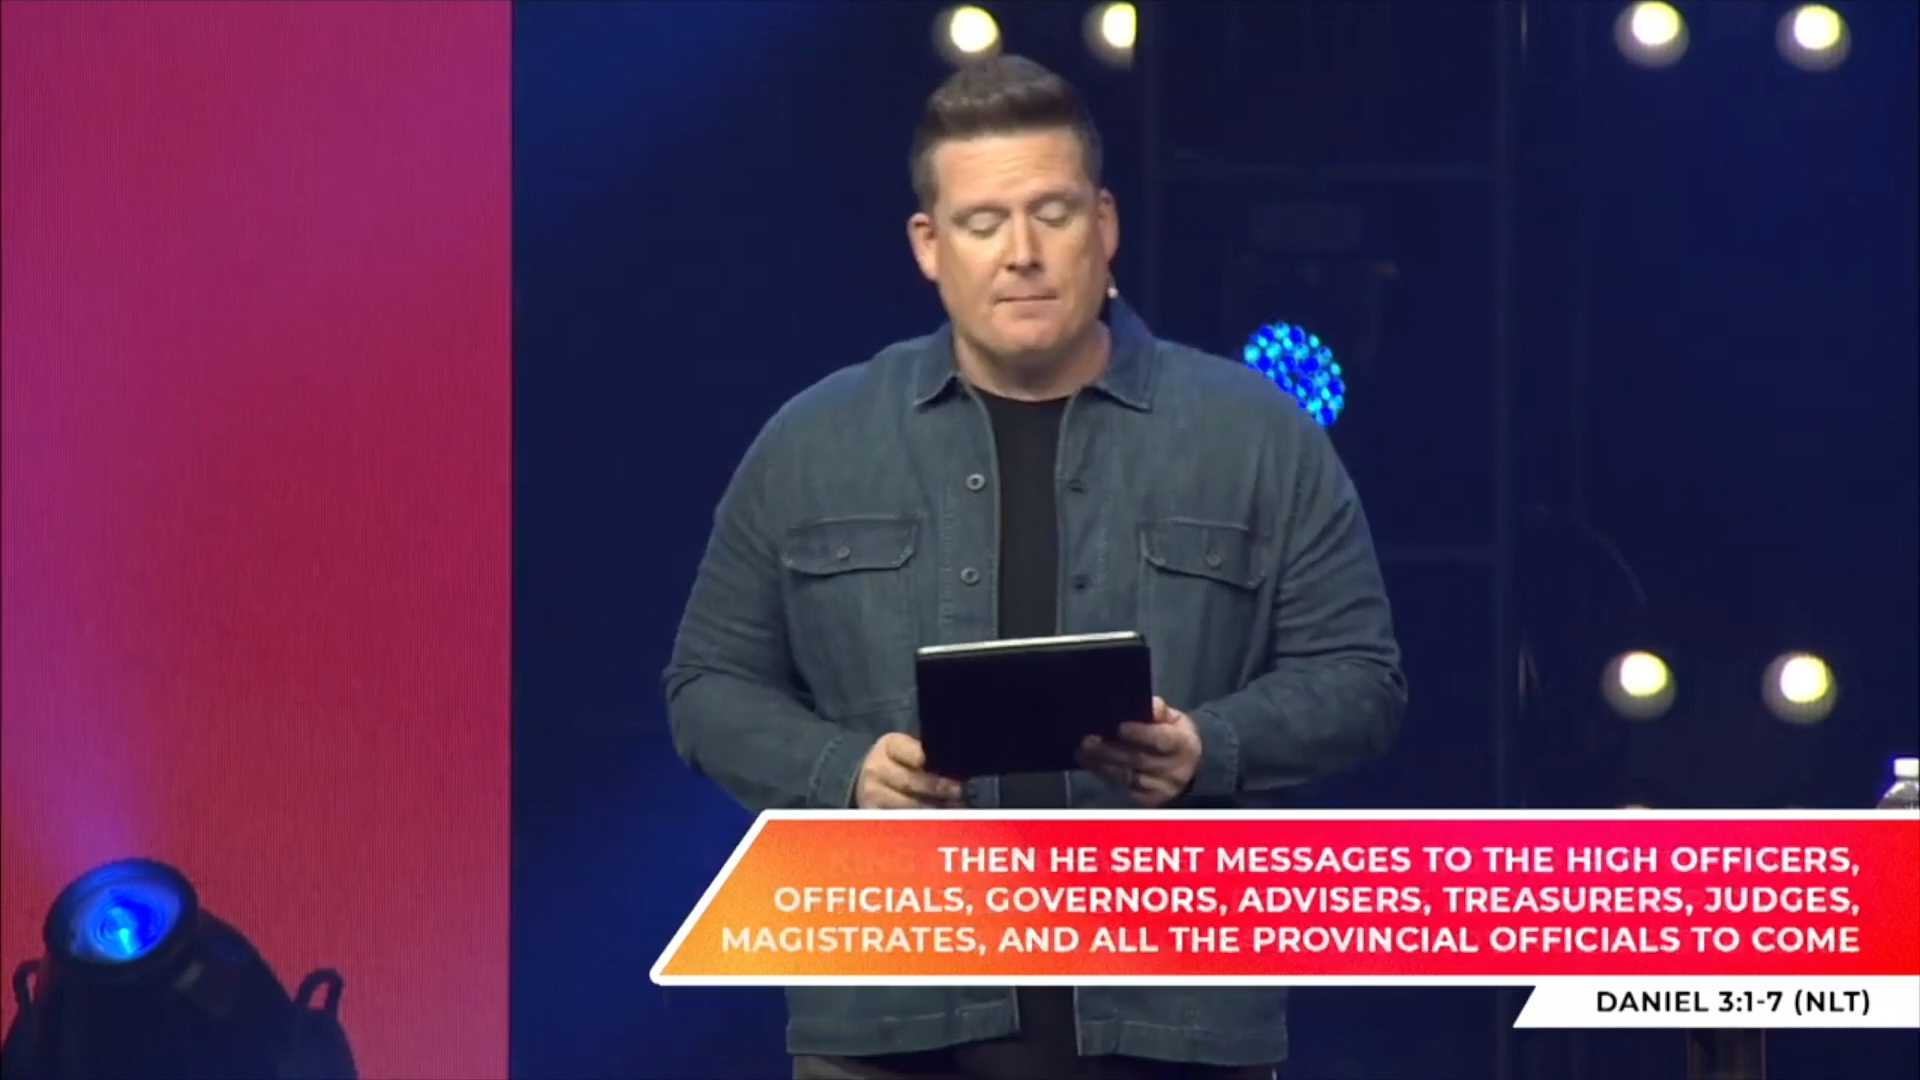 THEN HE SENT MESSAGES TO THE HIGH OFFICERS,
OFFICIALS, GOVERNORS, ADVISERS, TREASURERS, JUDGES,
MAGISTRATES, AND ALL THE PROVINCIAL OFFICIALS TO COME
DANIEL 3:1-7 (NLT)